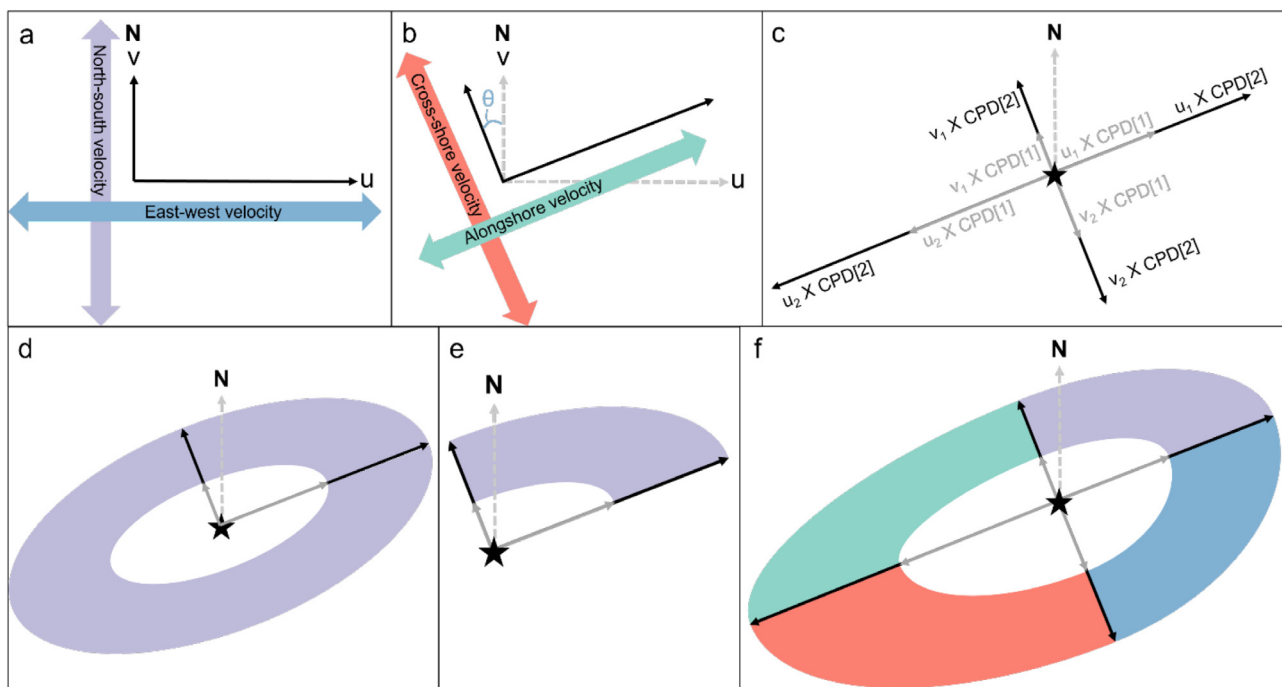 a
N
v
North-south velocity
u
East-west velocity
b
N
v
θ
Cross-shore velocity
u
Alongshore velocity
c
N
v₁ X CPD[2]
u₁ X CPD[2]
u₁ X CPD[1]
v₁ X CPD[1]
v₂ X CPD[1]
u₂ X CPD[1]
v₂ X CPD[2]
u₂ X CPD[2]
d
N
e
N
f
N